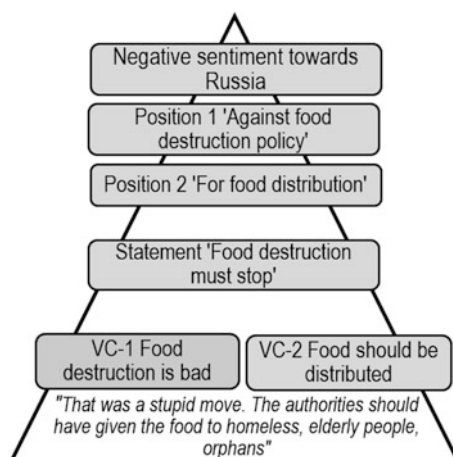 Negative sentiment towards
Russia
Position 1 'Against food
destruction policy'
Position 2 'For food distribution'
Statement 'Food destruction
must stop'
VC-1 Food
destruction is bad
VC-2 Food should be
distributed
"That was a stupid move. The authorities should
have given the food to homeless, elderly people,
orphans"